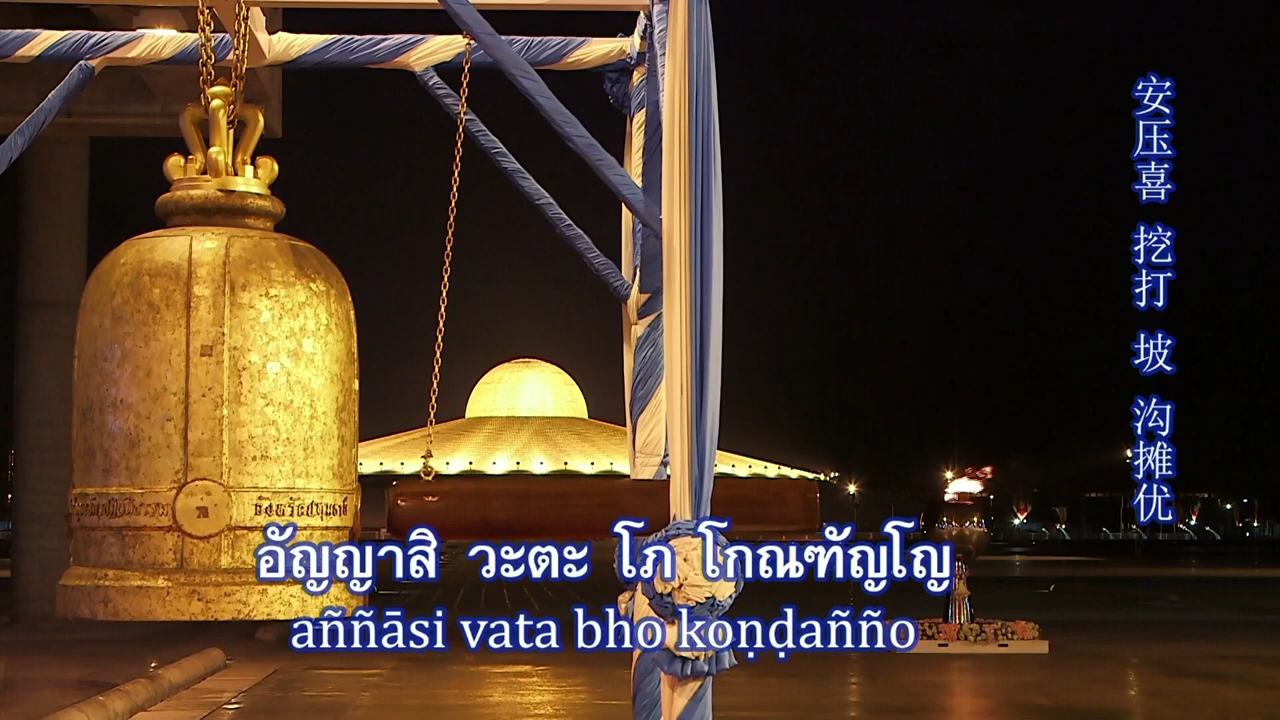 อัญญาสิ วะตะ โภ โกณฑัญโญ
aññāsi vata bho koṇḍañño
安压喜 挖打 坡 沟摊优